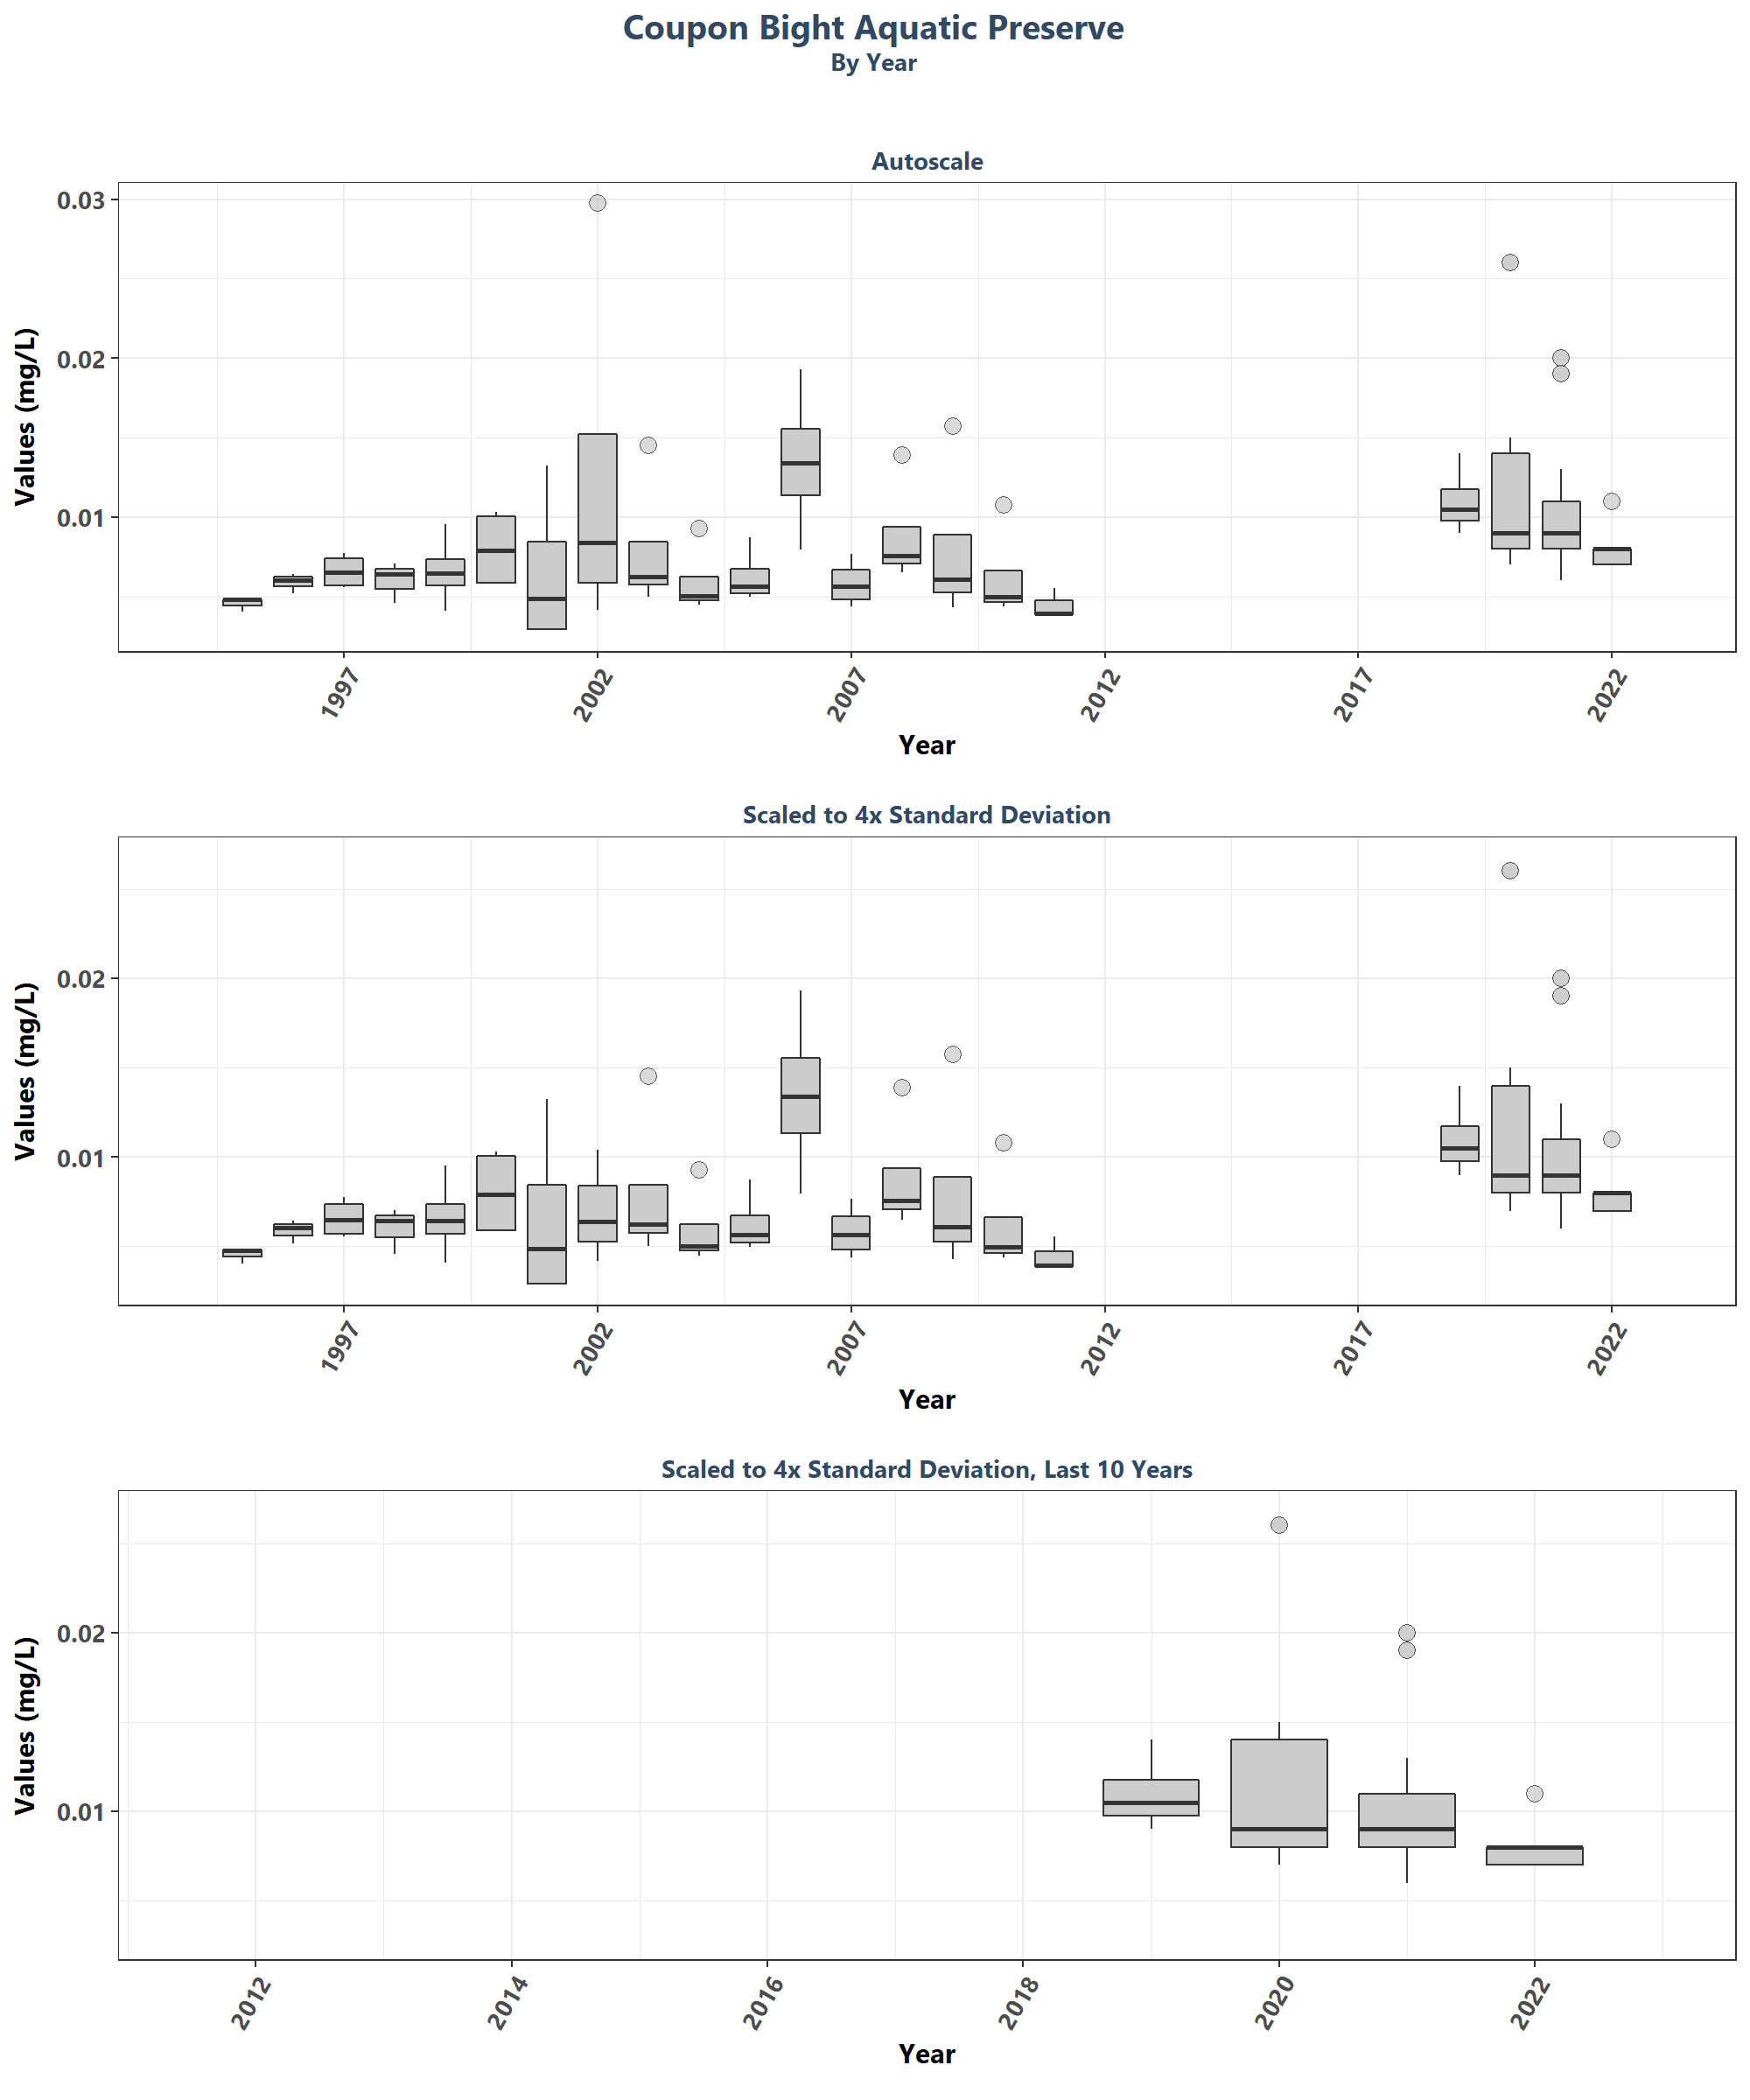 Coupon Bight Aquatic Preserve
By Year
Autoscale
Values (mg/L)
0.03
0.02
0.01
1997
2002
2007
2012
2017
2022
Year
Scaled to 4x Standard Deviation
Values (mg/L)
0.02
0.01
1997
2002
2007
2012
2017
2022
Year
Scaled to 4x Standard Deviation, Last 10 Years
Values (mg/L)
0.02
0.01
2012
2014
2016
2018
2020
2022
Year